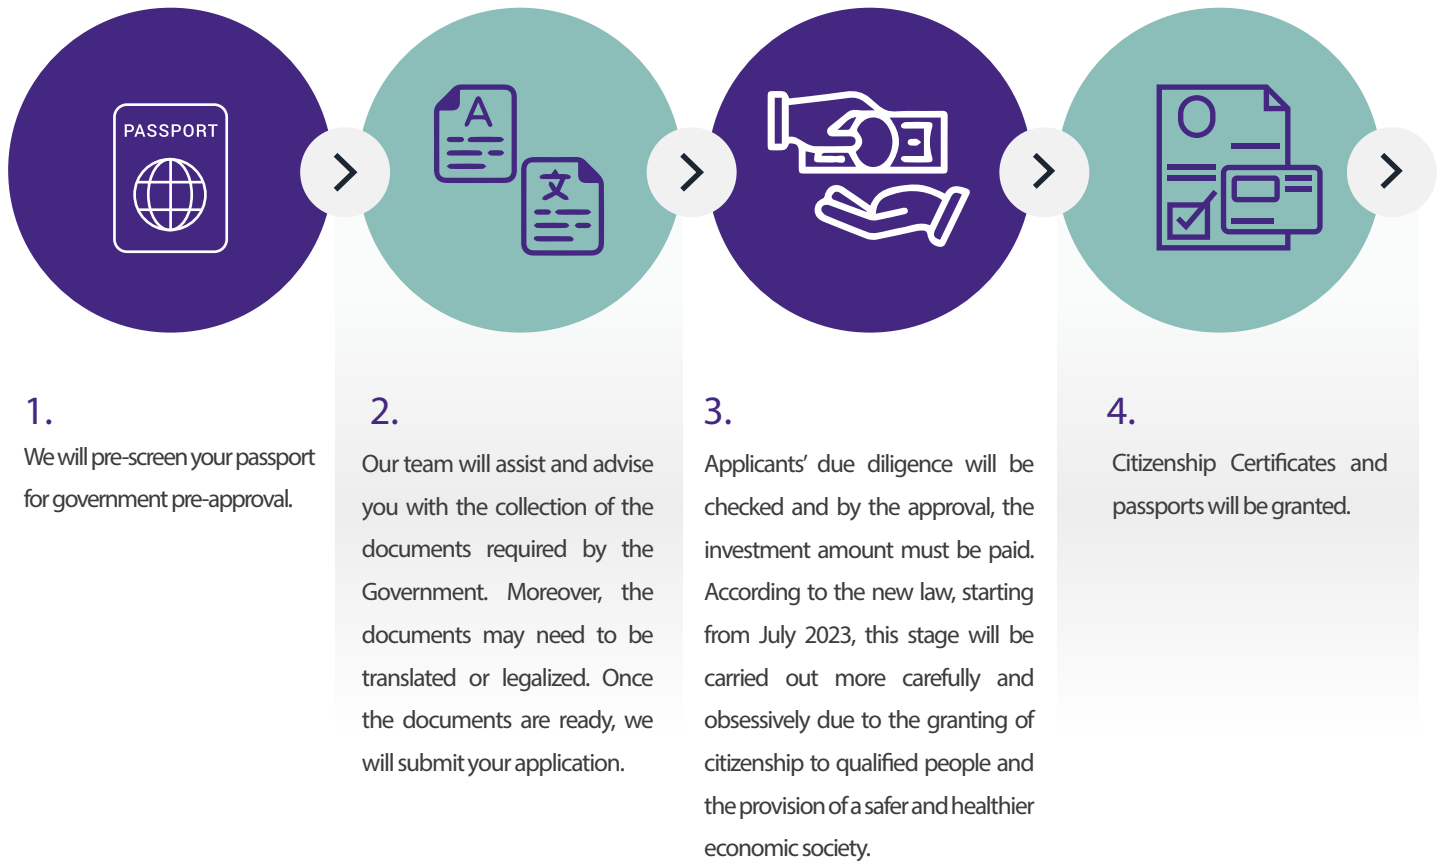 PASSPORT
A
文
1.
We will pre-screen your passport
for government pre-approval.
2.
Our team will assist and advise
you with the collection of the
documents required by the
Government. Moreover, the
documents may need to be
translated or legalized. Once
the documents are ready, we
will submit your application.
3.
Applicants’ due diligence will be
checked and by the approval, the
investment amount must be paid.
According to the new law, starting
from July 2023, this stage will be
carried out more carefully and
obsessively due to the granting of
citizenship to qualified people and
the provision of a safer and healthier
economic society.
4.
Citizenship Certificates and
passports will be granted.